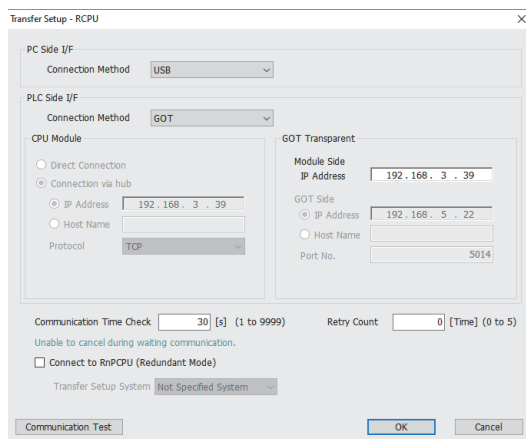 Transfer Setup - RCPU
PC Side I/F
Connection Method USB
PLC Side I/F
Connection Method GOT
CPU Module
Direct Connection
Connection via hub
IP Address 192 . 168 . 3 . 39
Host Name
Protocol TCP
GOT Transparent
Module Side
IP Address 192 . 168 . 3 . 39
GOT Side
IP Address 192 . 168 . 5 . 22
Host Name
Port No. 5014
Communication Time Check 30 [s] (1 to 9999) Retry Count 0 [Time] (0 to 5)
Unable to cancel during waiting communication.
Connect to RnPCPU (Redundant Mode)
Transfer Setup System Not Specified System
Communication Test OK Cancel